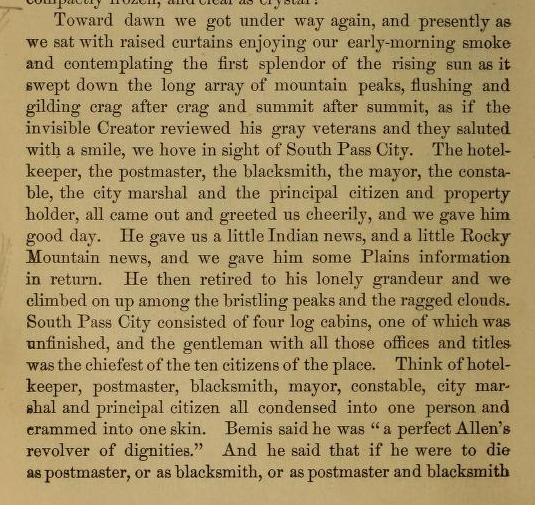 compactly frozen, and clear as crystal!
Toward dawn we got under way again, and presently as
we sat with raised curtains enjoying our early-morning smoke
and contemplating the first splendor of the rising sun as it
swept down the long array of mountain peaks, flushing and
gilding crag after crag and summit after summit, as if the
invisible Creator reviewed his gray veterans and they saluted
with a smile, we hove in sight of South Pass City. The hotel-
keeper, the postmaster, the blacksmith, the mayor, the consta-
ble, the city marshal and the principal citizen and property
holder, all came out and greeted us cheerily, and we gave him
good day. He gave us a little Indian news, and a little Rocky
Mountain news, and we gave him some Plains information
in return. He then retired to his lonely grandeur and we
climbed on up among the bristling peaks and the ragged clouds.
South Pass City consisted of four log cabins, one of which was
unfinished, and the gentleman with all those offices and titles
was the chiefest of the ten citizens of the place. Think of hotel-
keeper, postmaster, blacksmith, mayor, constable, city mar-
shal and principal citizen all condensed into one person and
crammed into one skin. Bemis said he was “a perfect Allen's
revolver of dignities.” And he said that if he were to die
as postmaster, or as blacksmith, or as postmaster and blacksmith